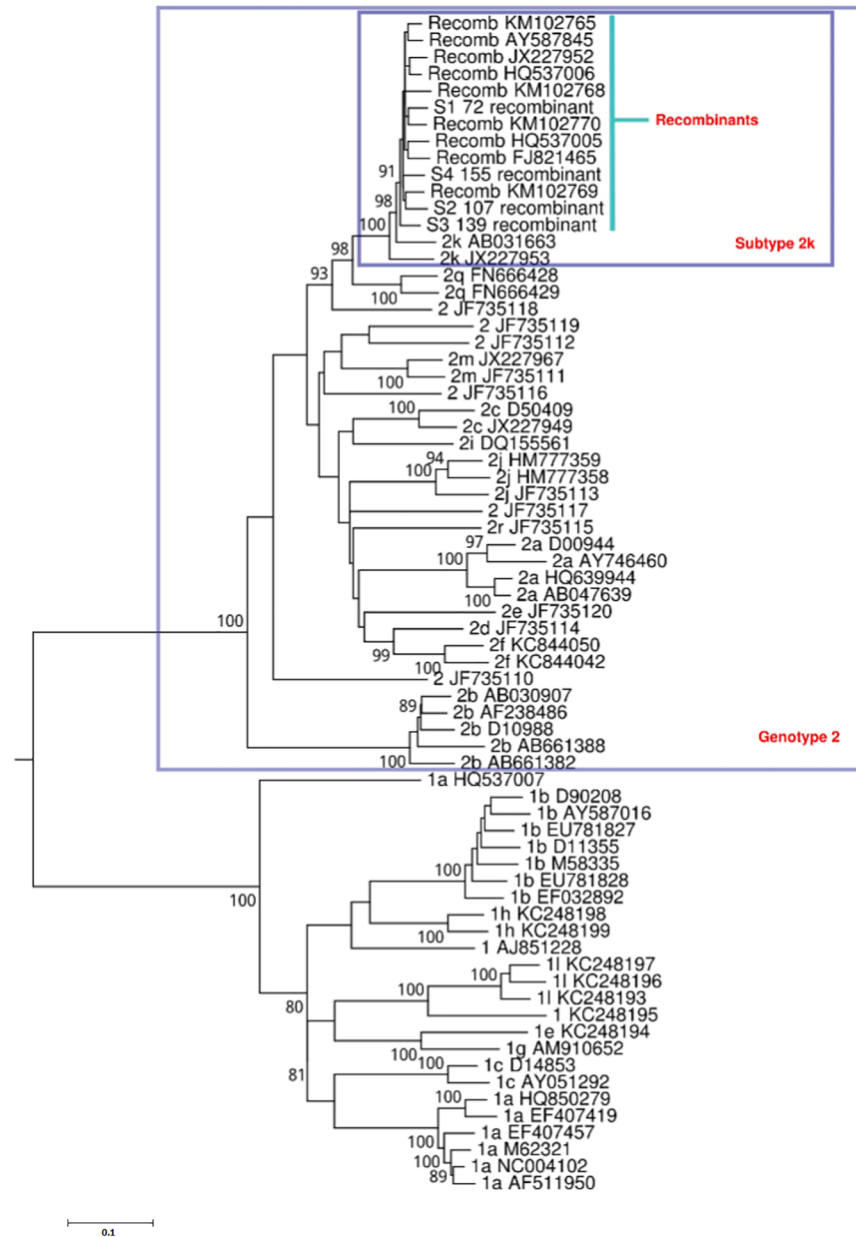 Recomb KM102765
Recomb AY587845
Recomb JX227952
Recomb HQ537006
Recomb KM102768
S1 72 recombinant
Recombinants
Recomb KM102770
Recomb HQ537005
Recomb FJ821465
91
S4 155 recombinant
Recomb KM102769
98
S2 107 recombinant
100
S3 139 recombinant
98
2k AB031663
Subtype 2k
2k JX227953
93
2q FN666428
100
2q FN666429
2 JF735118
2 JF735119
2 JF735112
2m JX227967
100
2m JF735111
2 JF735116
100
2c D50409
2c JX227949
2i DQ155561
94
2j HM777359
100
2j HM777358
2j JF735113
2 JF735117
2r JF735115
97
2a D00944
100
2a AY746460
2a HQ639944
100
2a AB047639
2e JF735120
100
2d JF735114
2f KC844050
99
100
2f KC844042
2 JF735110
2b AB030907
89
2b AF238486
2b D10988
Genotype 2
2b AB661388
100
2b AB661382
1a HQ537007
1b D90208
1b AY587016
1b EU781827
1b D11355
1b M58335
100
1b EU781828
100
1b EF032892
1h KC248198
100
1h KC248199
1 AJ851228
1l KC248197
100
1l KC248196
100
1l KC248193
80
1 KC248195
1e KC248194
100
1g AM910652
100
1c D14853
81
1c AY051292
100
1a HQ850279
1a EF407419
1a EF407457
100
1a M62321
100
1a NC004102
89
1a AF511950
0.1